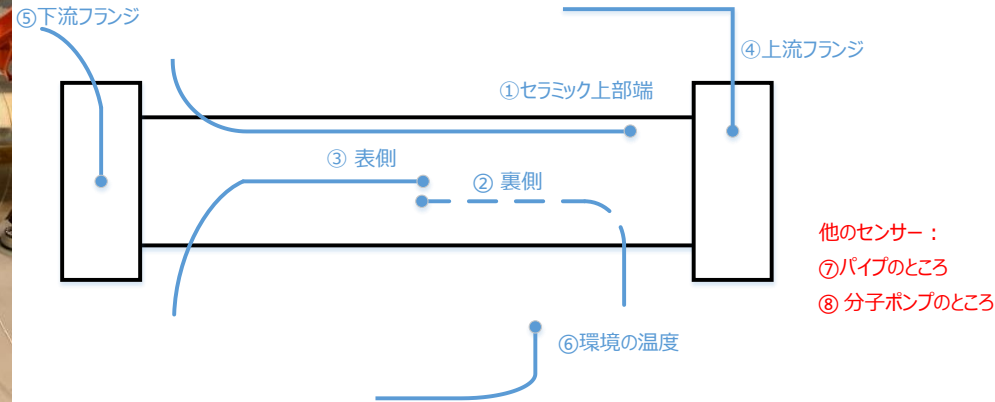 ⑤下流フランジ
④上流フランジ
①セラミック上部端
③ 表側
② 裏側
他のセンサー：
⑦パイプのところ
⑧ 分子ポンプのところ
⑥環境の温度